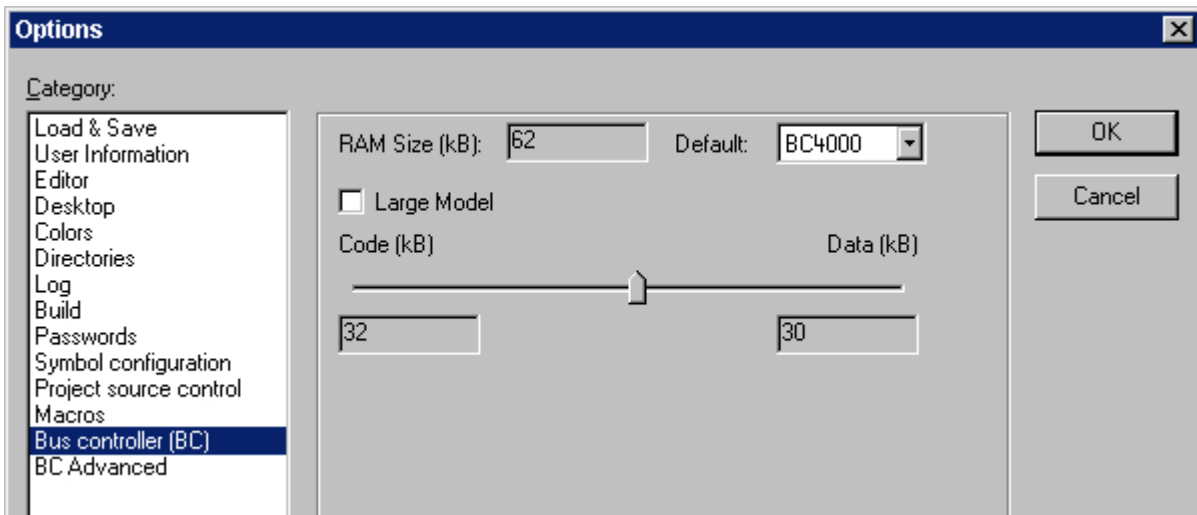 Options
Category:
Load & Save
User Information
Editor
Desktop
Colors
Directories
Log
Build
Passwords
Symbol configuration
Project source control
Macros
Bus controller (BC)
BC Advanced
RAM Size (kB): 62 Default: BC4000
Large Model
Code (kB) Data (kB)
32 30
OK
Cancel